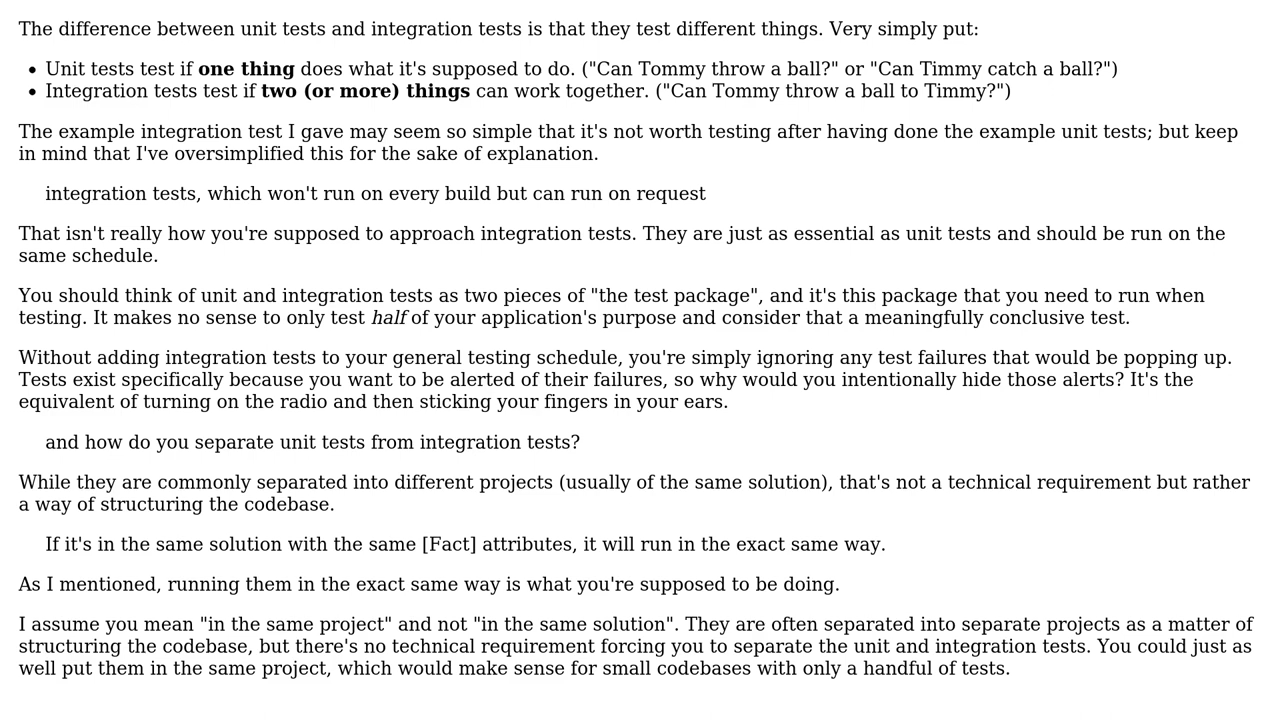 The difference between unit tests and integration tests is that they test different things. Very simply put:
• Unit tests test if one thing does what it's supposed to do. ("Can Tommy throw a ball?" or "Can Timmy catch a ball?")
• Integration tests test if two (or more) things can work together. ("Can Tommy throw a ball to Timmy?")
The example integration test I gave may seem so simple that it's not worth testing after having done the example unit tests; but keep
in mind that I've oversimplified this for the sake of explanation.
integration tests, which won't run on every build but can run on request
That isn't really how you're supposed to approach integration tests. They are just as essential as unit tests and should be run on the
same schedule.
You should think of unit and integration tests as two pieces of "the test package", and it's this package that you need to run when
testing. It makes no sense to only test half of your application's purpose and consider that a meaningfully conclusive test.
Without adding integration tests to your general testing schedule, you're simply ignoring any test failures that would be popping up.
Tests exist specifically because you want to be alerted of their failures, so why would you intentionally hide those alerts? It's the
equivalent of turning on the radio and then sticking your fingers in your ears.
and how do you separate unit tests from integration tests?
While they are commonly separated into different projects (usually of the same solution), that's not a technical requirement but rather
a way of structuring the codebase.
If it's in the same solution with the same [Fact] attributes, it will run in the exact same way.
As I mentioned, running them in the exact same way is what you're supposed to be doing.
I assume you mean "in the same project" and not "in the same solution". They are often separated into separate projects as a matter of
structuring the codebase, but there's no technical requirement forcing you to separate the unit and integration tests. You could just as
well put them in the same project, which would make sense for small codebases with only a handful of tests.